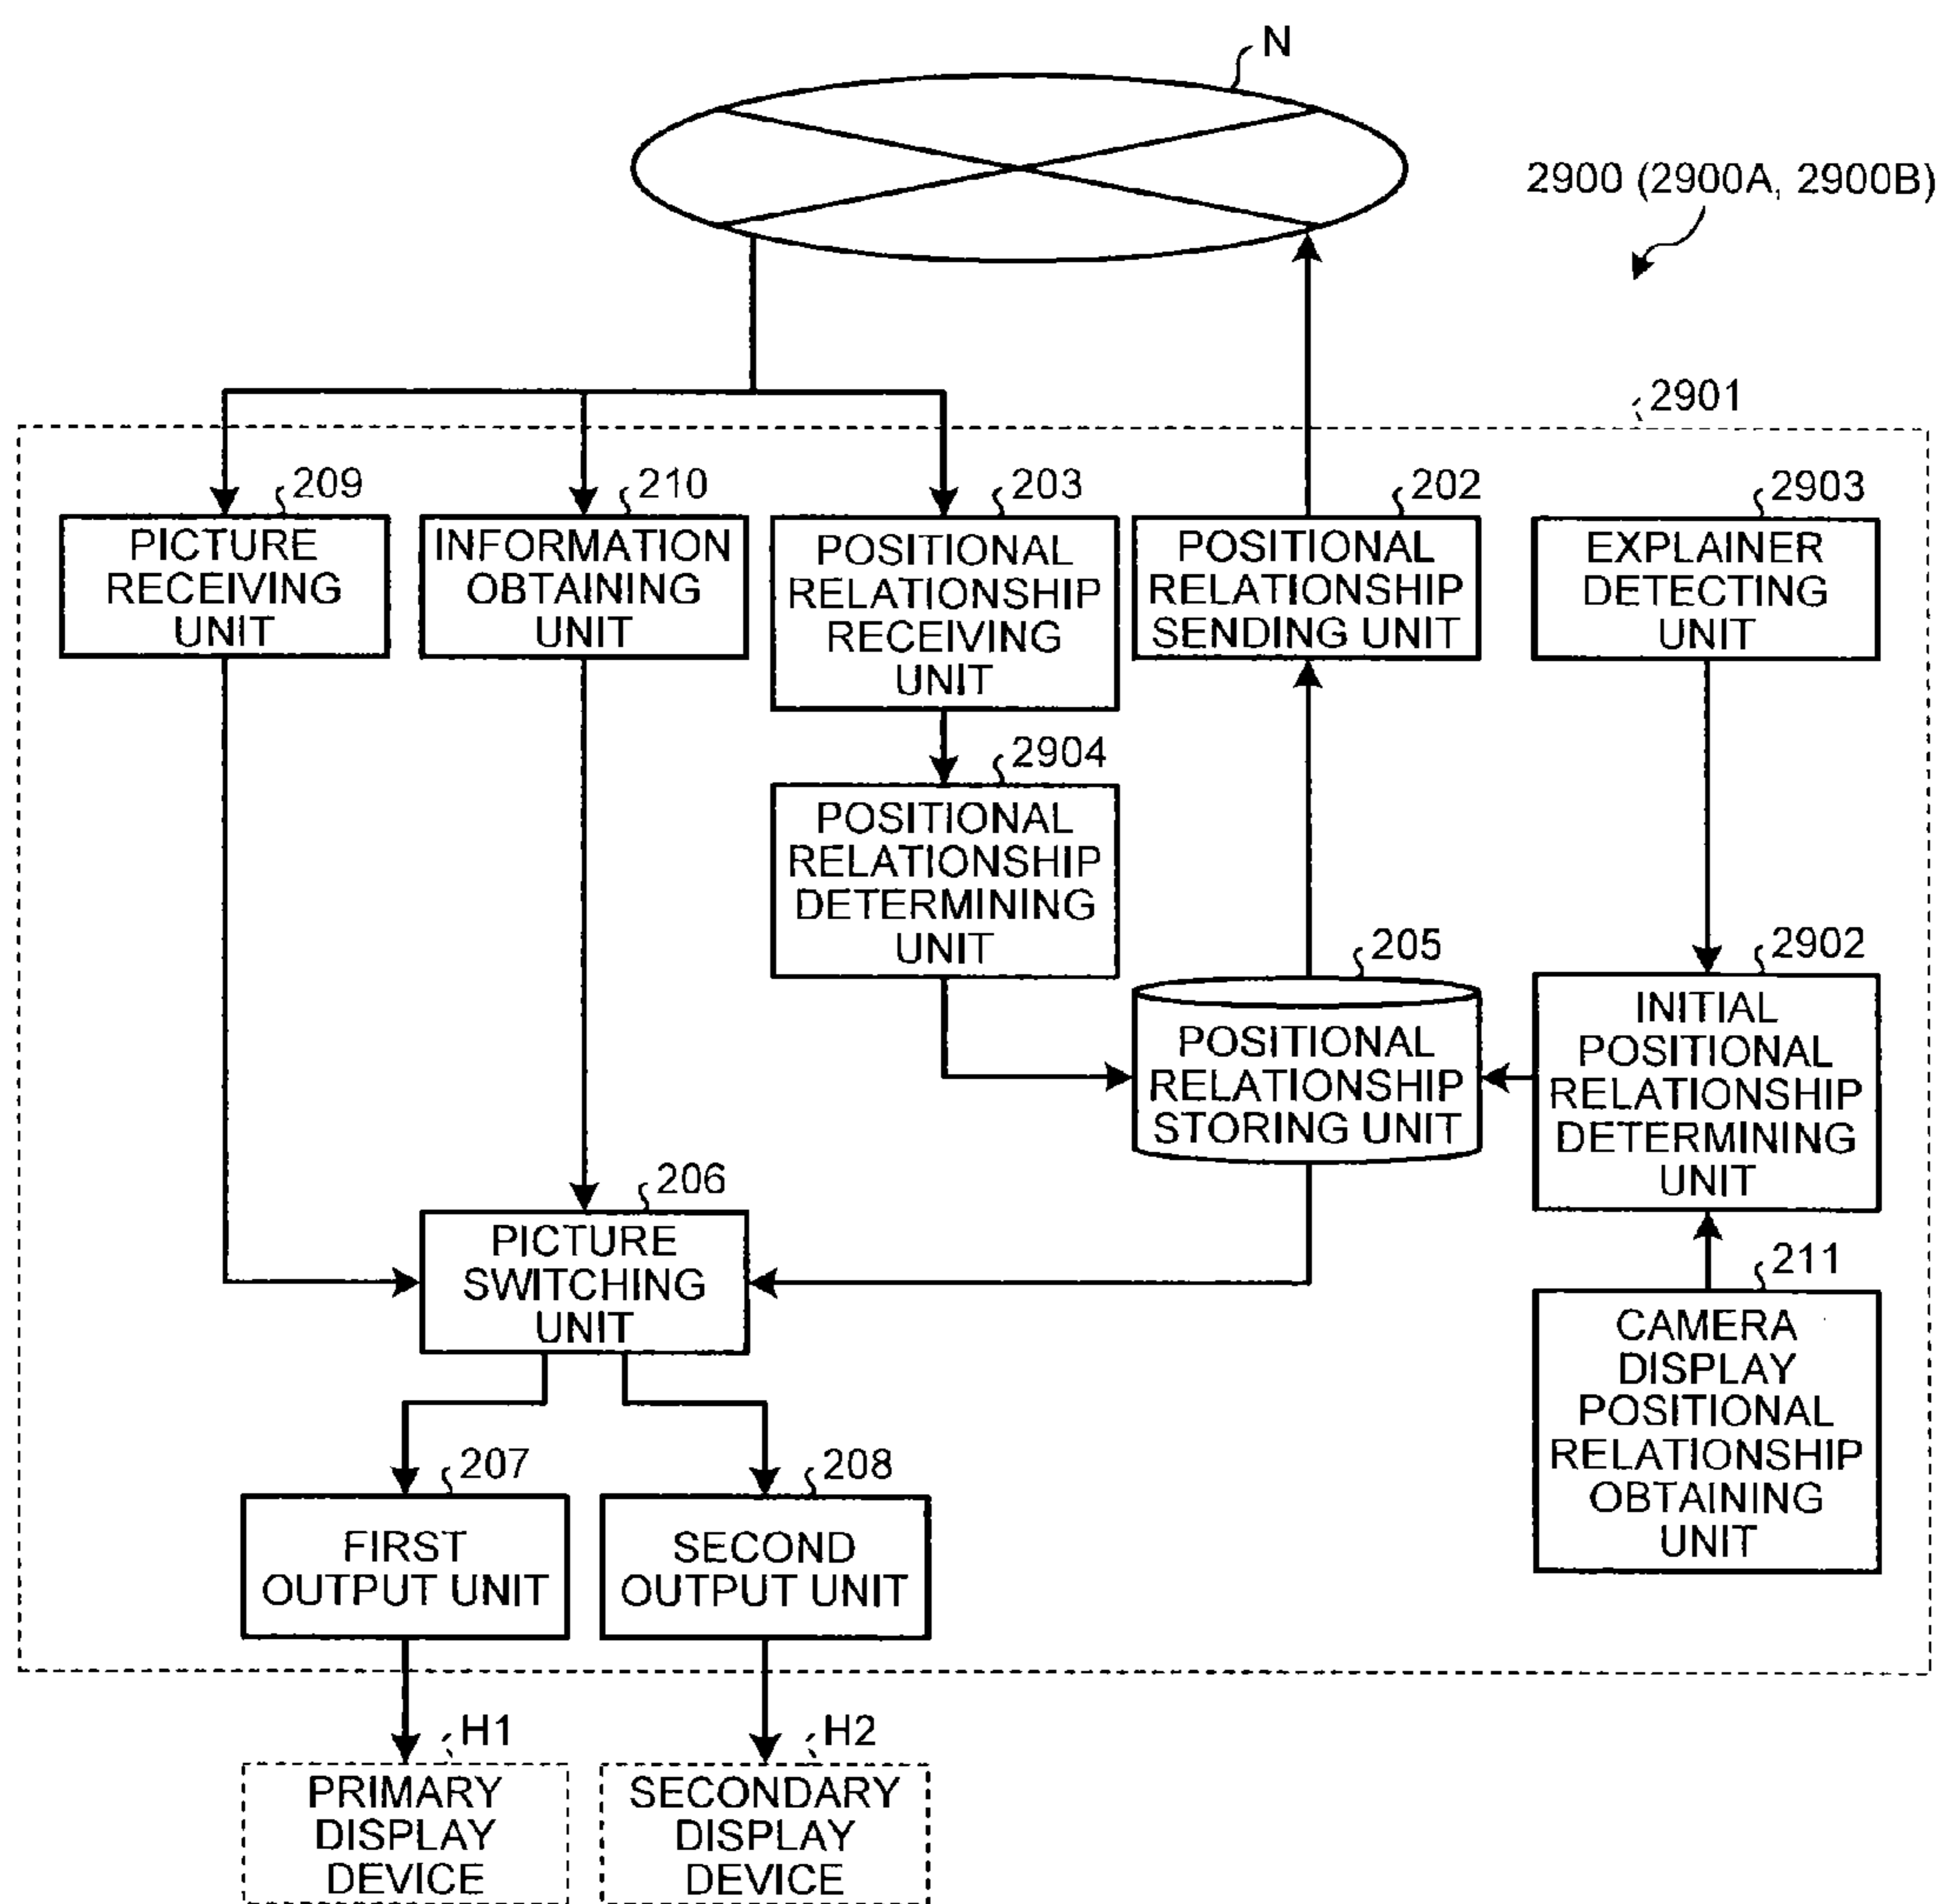 N
2900 (2900A, 2900B)
2901
209
PICTURE
RECEIVING
UNIT
210
INFORMATION
OBTAINING
UNIT
203
POSITIONAL
RELATIONSHIP
RECEIVING
UNIT
202
POSITIONAL
RELATIONSHIP
SENDING UNIT
2903
EXPLAINER
DETECTING
UNIT
2904
POSITIONAL
RELATIONSHIP
DETERMINING
UNIT
205
POSITIONAL
RELATIONSHIP
STORING UNIT
2902
INITIAL
POSITIONAL
RELATIONSHIP
DETERMINING
UNIT
206
PICTURE
SWITCHING
UNIT
211
CAMERA
DISPLAY
POSITIONAL
RELATIONSHIP
OBTAINING
UNIT
207
FIRST
OUTPUT UNIT
208
SECOND
OUTPUT UNIT
H1
PRIMARY
DISPLAY
DEVICE
H2
SECONDARY
DISPLAY
DEVICE